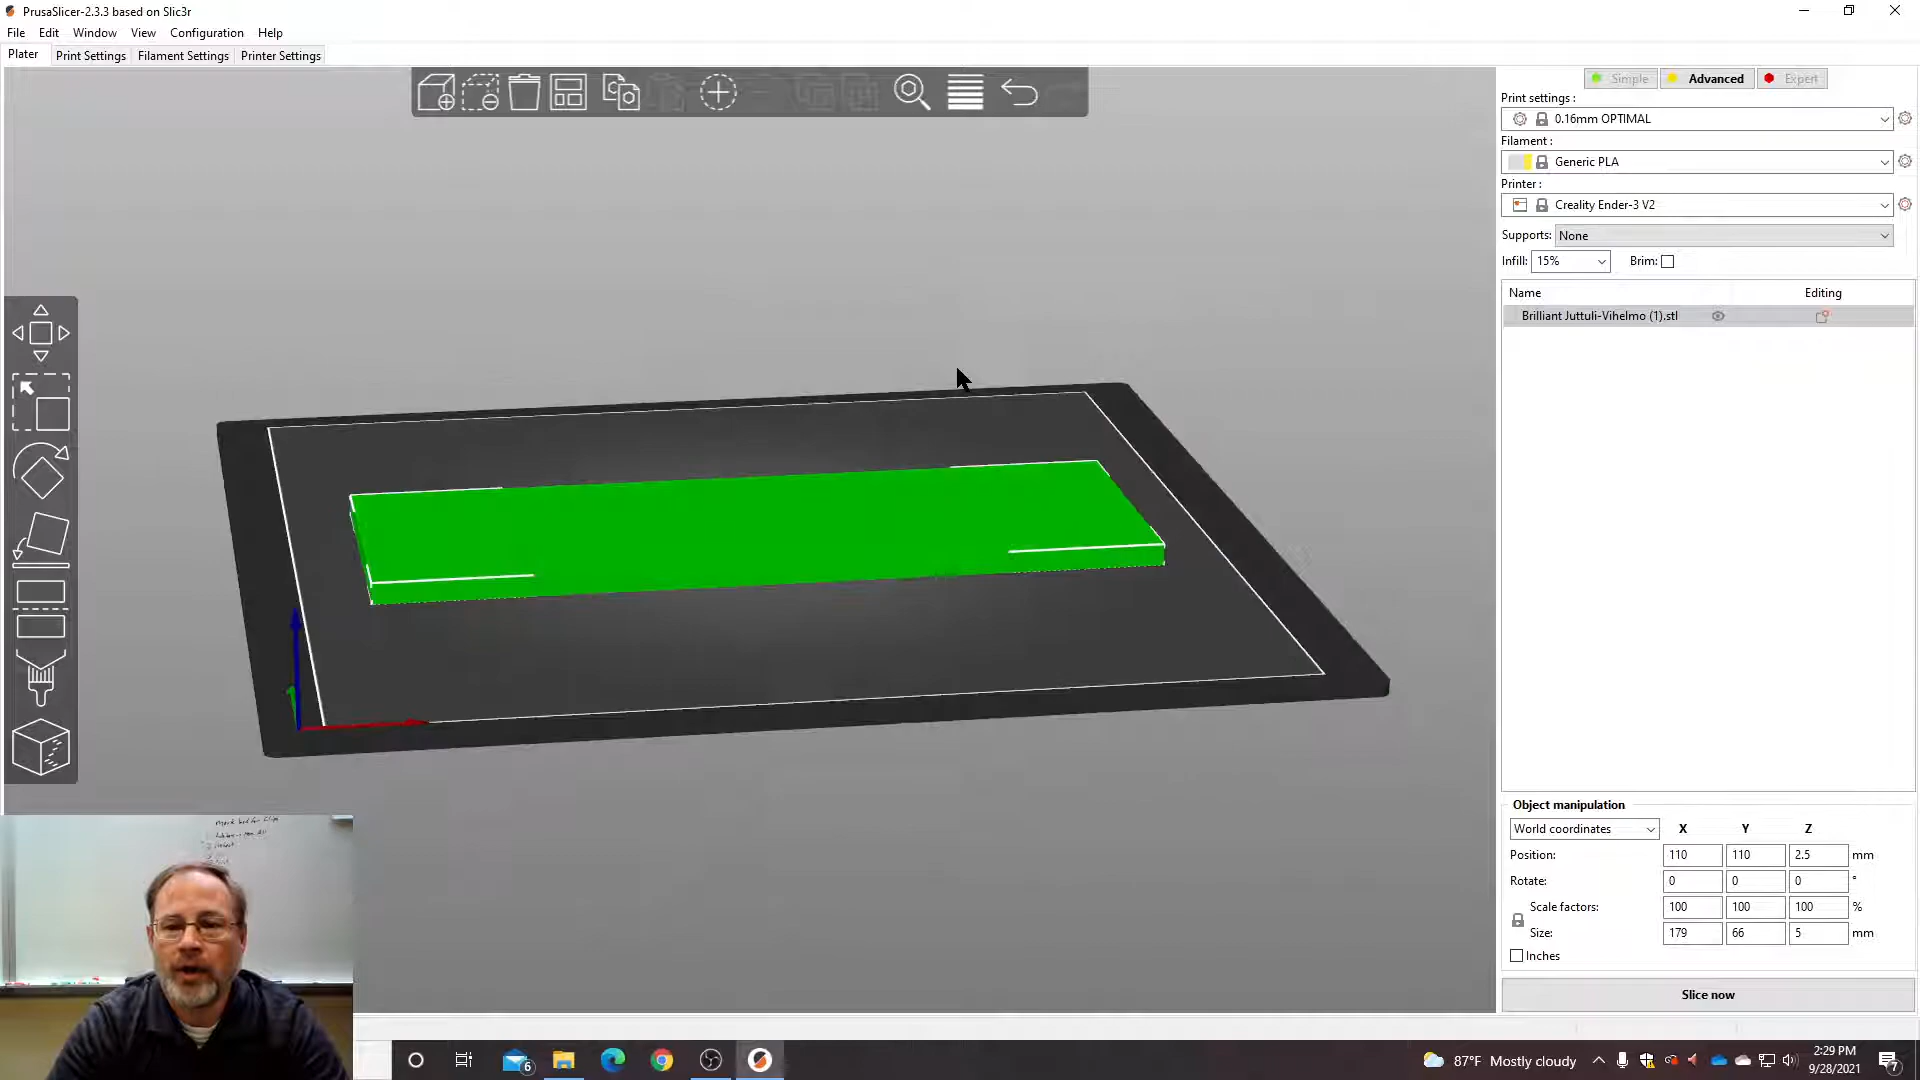 PrusaSlicer-2.3.3 based on Slic3r
File Edit Window View Configuration Help
Plater Print Settings Filament Settings Printer Settings
Simple Advanced Expert
Print settings :
0.16mm OPTIMAL
Filament :
Generic PLA
Printer :
Creality Ender-3 V2
Supports: None
Infill: 15% Brim:
Name Editing
Brilliant Juttuli-Vihelmo (1).stl
Object manipulation
World coordinates X Y Z
Position: 110 110 2.5 mm
Rotate: 0 0 0 °
Scale factors: 100 100 100 %
Size: 179 66 5 mm
Inches
Slice now
6
87°F Mostly cloudy
2:29 PM
9/28/2021
7